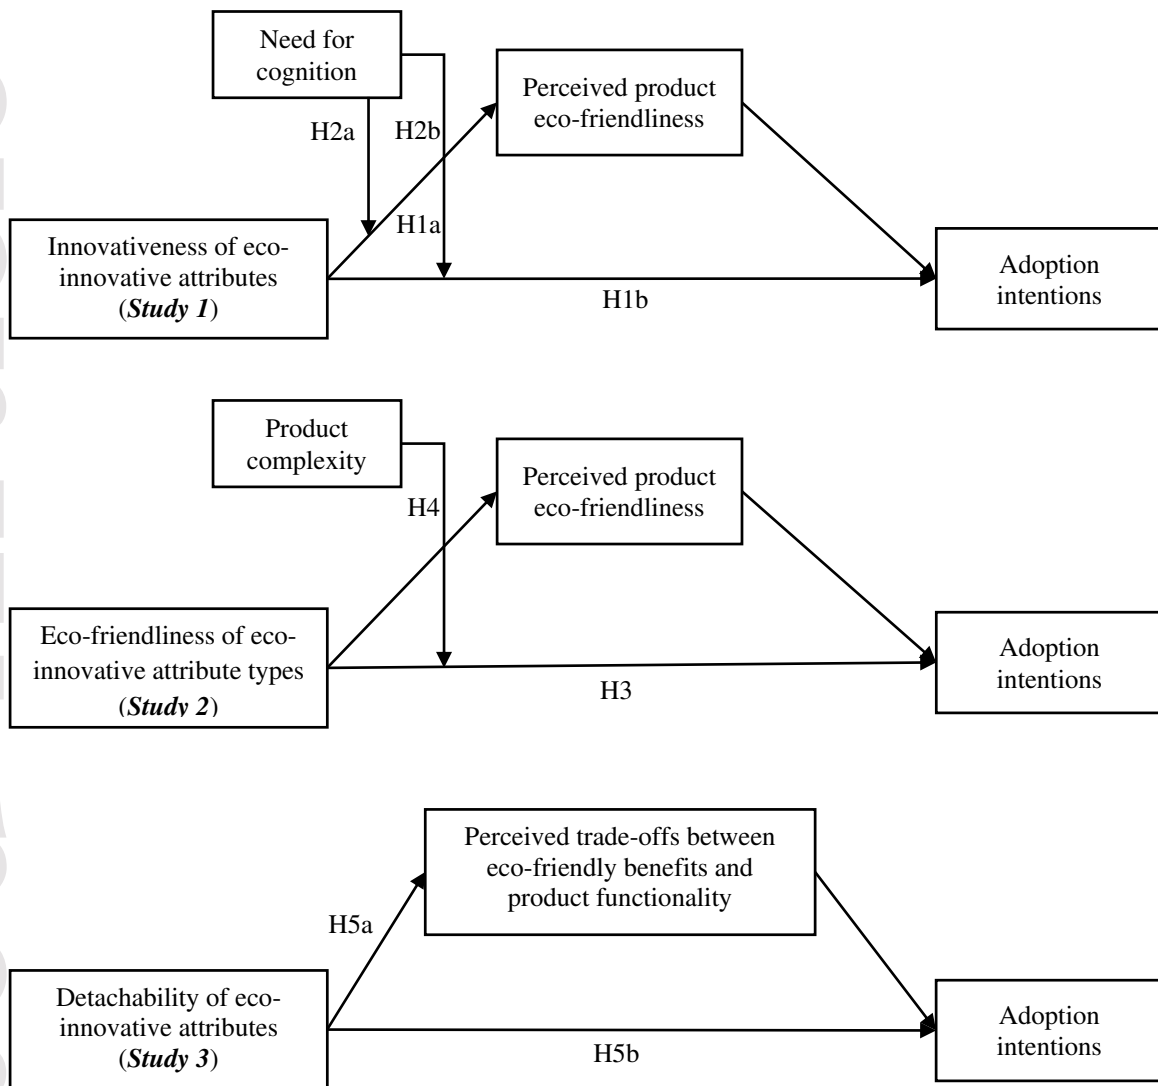 Need for
cognition
Perceived product
eco-friendliness
H2a
H2b
H1a
Innovativeness of eco-
innovative attributes
(Study 1)
Adoption
intentions
H1b
Product
complexity
Perceived product
eco-friendliness
H4
Eco-friendliness of eco-
innovative attribute types
(Study 2)
Adoption
intentions
H3
Perceived trade-offs between
eco-friendly benefits and
product functionality
H5a
Detachability of eco-
innovative attributes
(Study 3)
Adoption
intentions
H5b